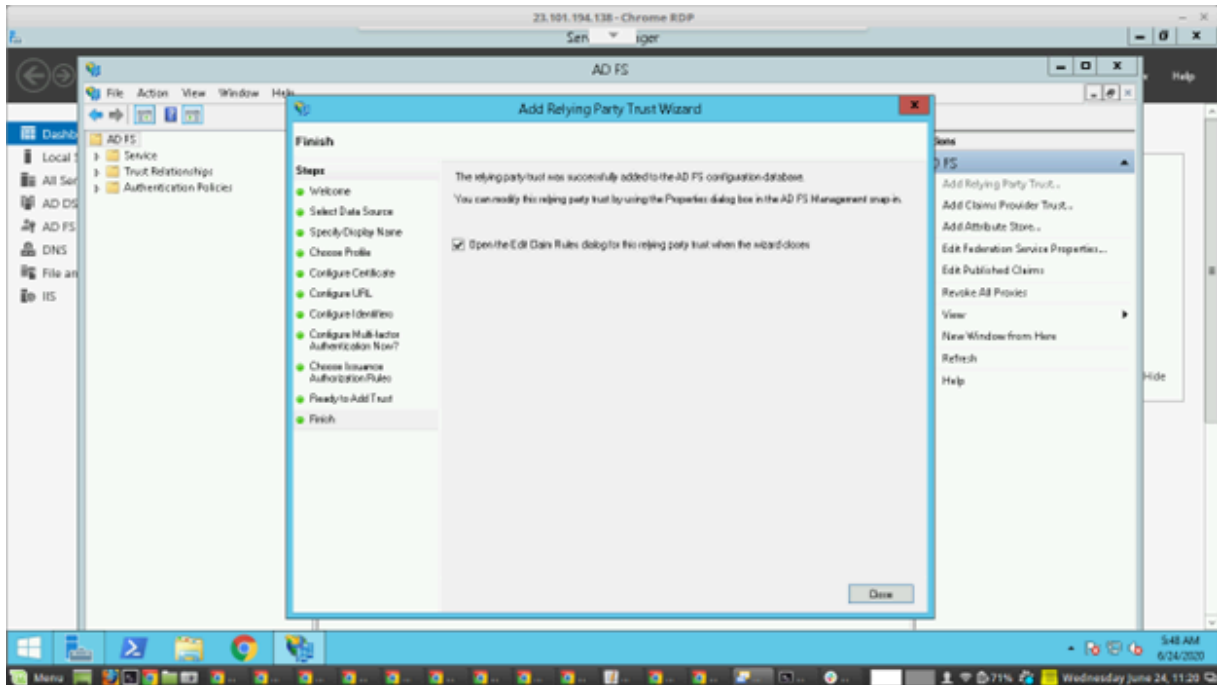 23.101.194.138 - Chrome RDP
AD FS
File Action View Window Help
Help
Add Relying Party Trust Wizard
Dashb
Local S
All Ser
AD DS
AD FS
DNS
File an
IIS
AD FS
Service
Trust Relationships
Authentication Policies
Finish
Steps
Welcome
Select Data Source
Specify Display Name
Choose Profile
Configure Certificate
Configure URL
Configure Identifiers
Configure Multi-factor
Authentication Now?
Choose Issuance
Authorization Rules
Ready to Add Trust
Finish
The relying party trust was successfully added to the AD FS configuration database.
You can modify this relying party trust by using the Properties dialog box in the AD FS Management snap-in.
Open the Edit Claim Rules dialog for this relying party trust when the wizard closes
Close
ions
D FS
Add Relying Party Trust...
Add Claims Provider Trust...
Add Attribute Store...
Edit Federation Service Properties...
Edit Published Claims
Revoke All Proxies
View
New Window from Here
Refresh
Help
Hide
5:48 AM
6/24/2020
Menu
71%
Wednesday June 24, 11:20